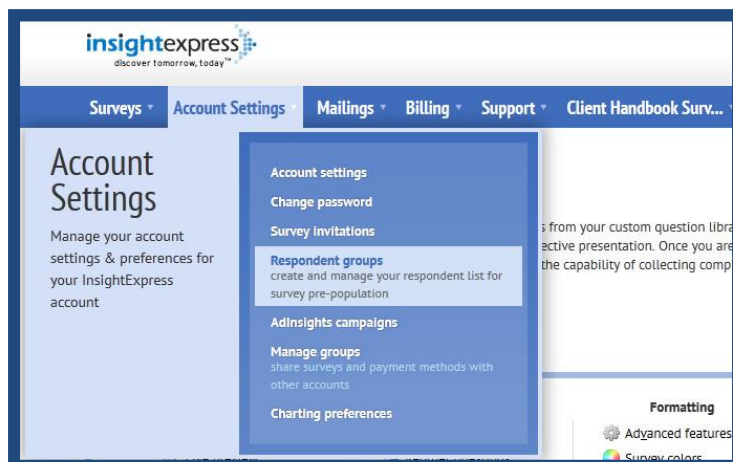 insightexpress
discover tomorrow, today™
Surveys
Account Settings
Mailings
Billing
Support
Client Handbook Surv...
Account
Settings
Manage your account
settings & preferences for
your InsightExpress
account
Account settings
Change password
Survey invitations
Respondent groups
create and manage your respondent list for
survey pre-population
AdInsights campaigns
Manage groups
share surveys and payment methods with
other accounts
Charting preferences
from your custom question libra
ective presentation. Once you are
the capability of collecting comp
Formatting
Advanced features
Survey colors